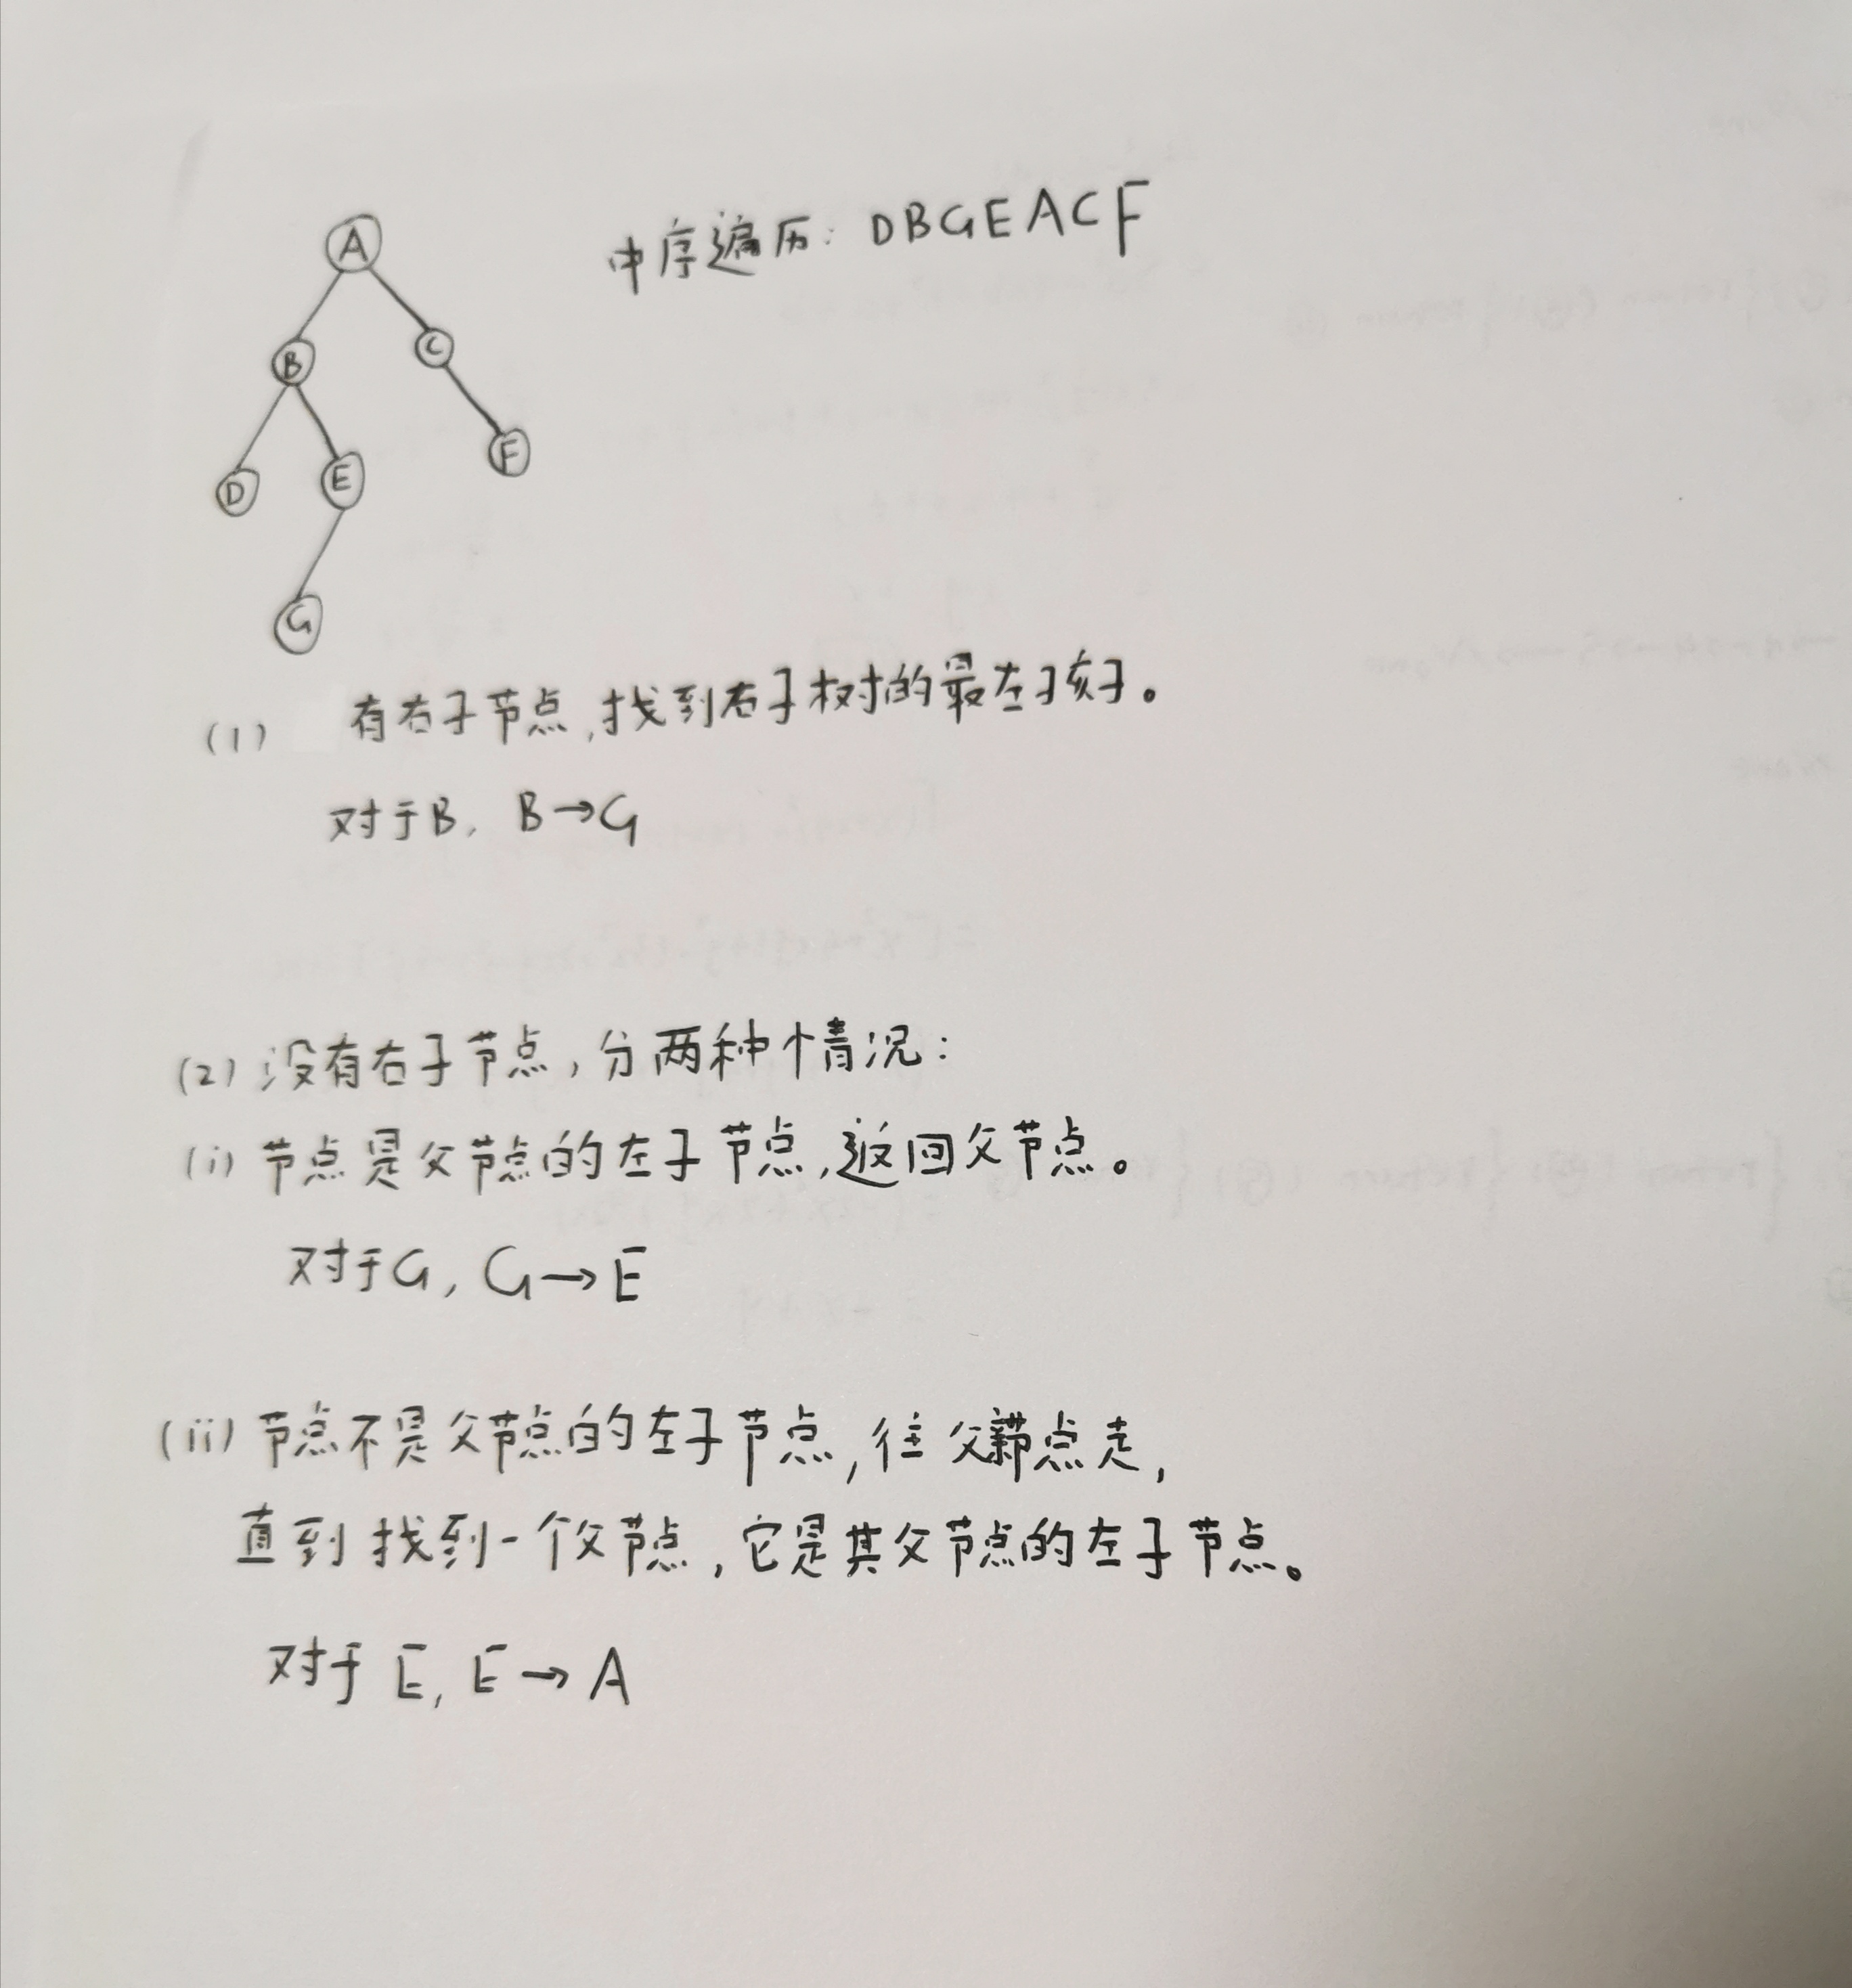 中序遍历: DBGEACF
A
B
C
D
E
F
G
(1) 有右子节点,找到右子树的最左孩子。
对于B, B→G
(2) 没有右子节点,分两种情况:
(i) 节点是父节点的左子节点,返回父节点。
对于G, G→E
(ii) 节点不是父节点的左子节点,往父节点走,
直到找到一个父节点,它是其父节点的左子节点。
对于 E, E→A